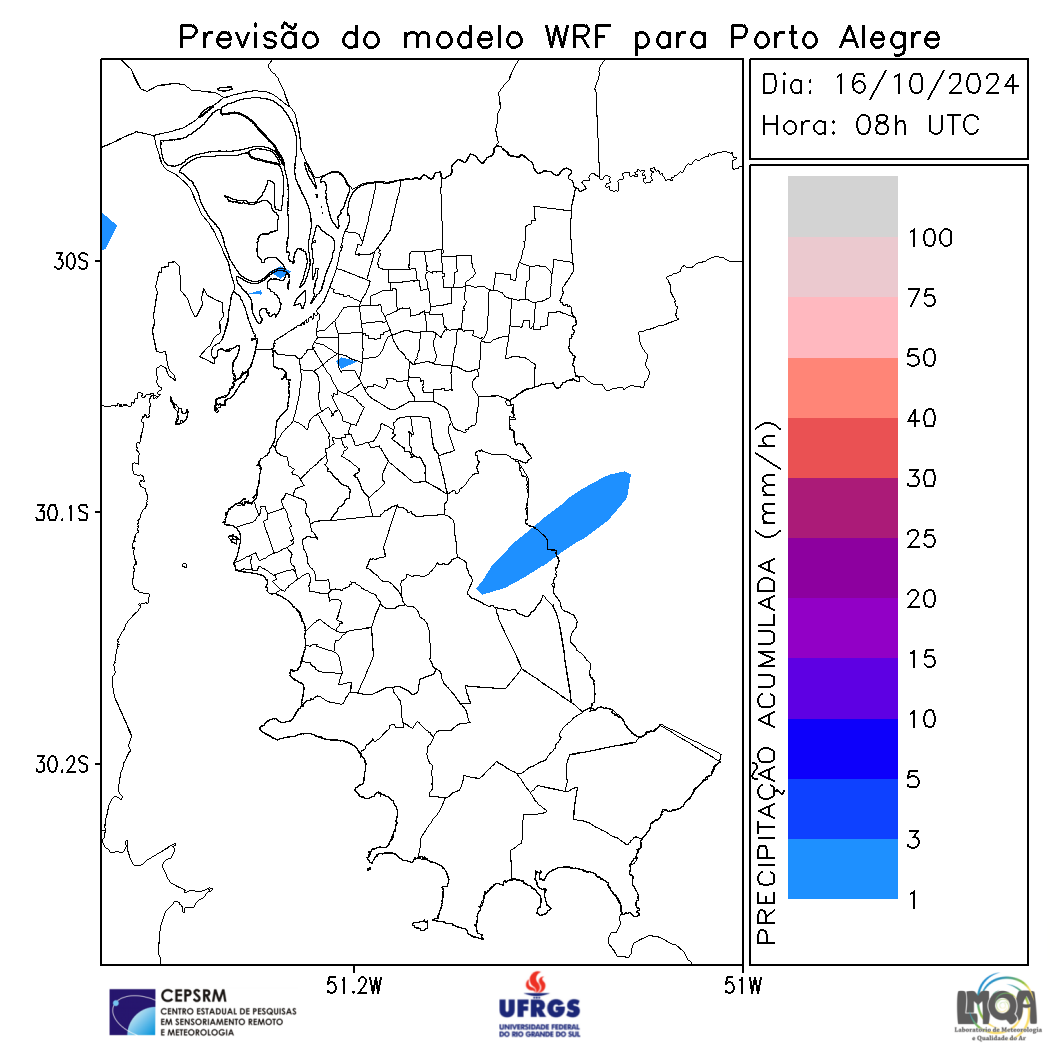 Previsão do modelo WRF para Porto Alegre
Dia: 16/10/2024
Hora: 08h UTC
30S
30.1S
30.2S
51.2W
51W
PRECIPITAÇÃO ACUMULADA (mm/h)
100
75
50
40
30
25
20
15
10
5
3
1
CEPSRM
CENTRO ESTADUAL DE PESQUISAS
EM SENSORIAMENTO REMOTO
E METEOROLOGIA
UFRGS
UNIVERSIDADE FEDERAL
DO RIO GRANDE DO SUL
LMQA
Laboratório de Meteorologia
e Qualidade do Ar